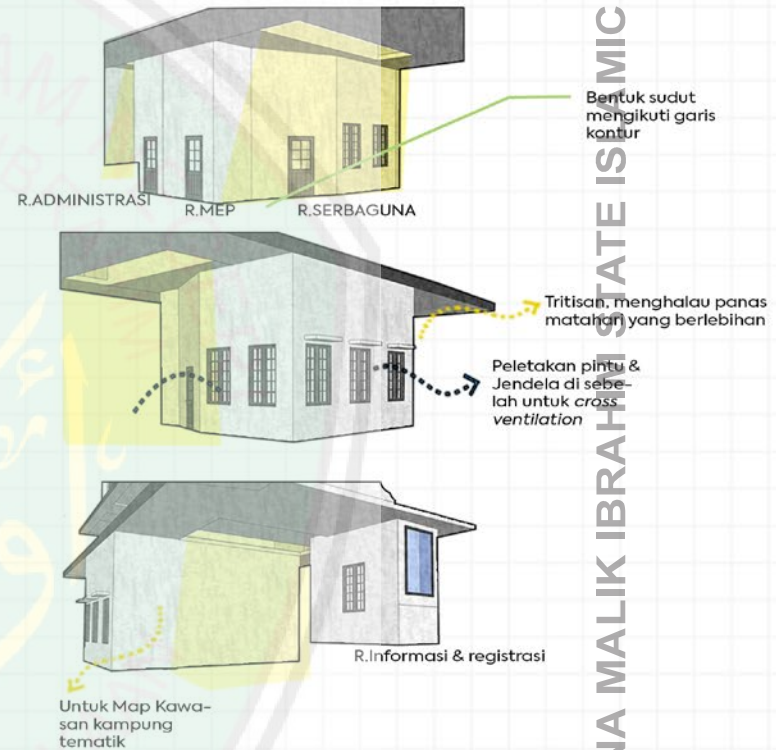 Bentuk sudut
mengikuti garis
kontur
R.ADMINISTRASI
R.MEP
R.SERBAGUNA
Tritisan, menghalau panas
matahari yang berlebihan
Peletakan pintu &
Jendela di sebe-
lah untuk cross
ventilation
R.Informasi & registrasi
Untuk Map Kawa-
san kampung
tematik
NA MALIK IBRAHIM STATE ISLAMIC